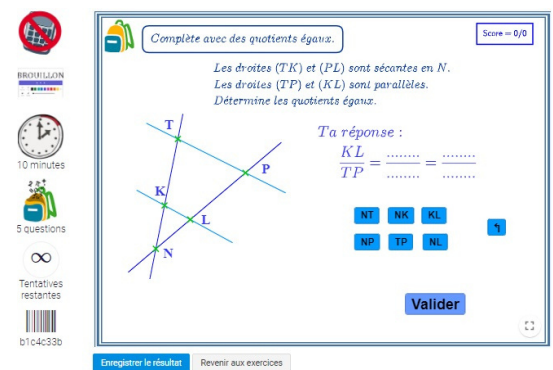 BROUILLON
10 minutes
5 questions
Tentatives
restantes
b1c4c33b
Complète avec des quotients égaux.
Score = 0/0
Les droites (TK) et (PL) sont sécantes en N.
Les droites (TP) et (KL) sont parallèles.
Détermine les quotients égaux.
T
P
K
L
N
Ta réponse :
KL ........ ........
= =
TP ........ ........
NT NK KL
NP TP NL
Valider
Enregistrer le résultat Revenir aux exercices